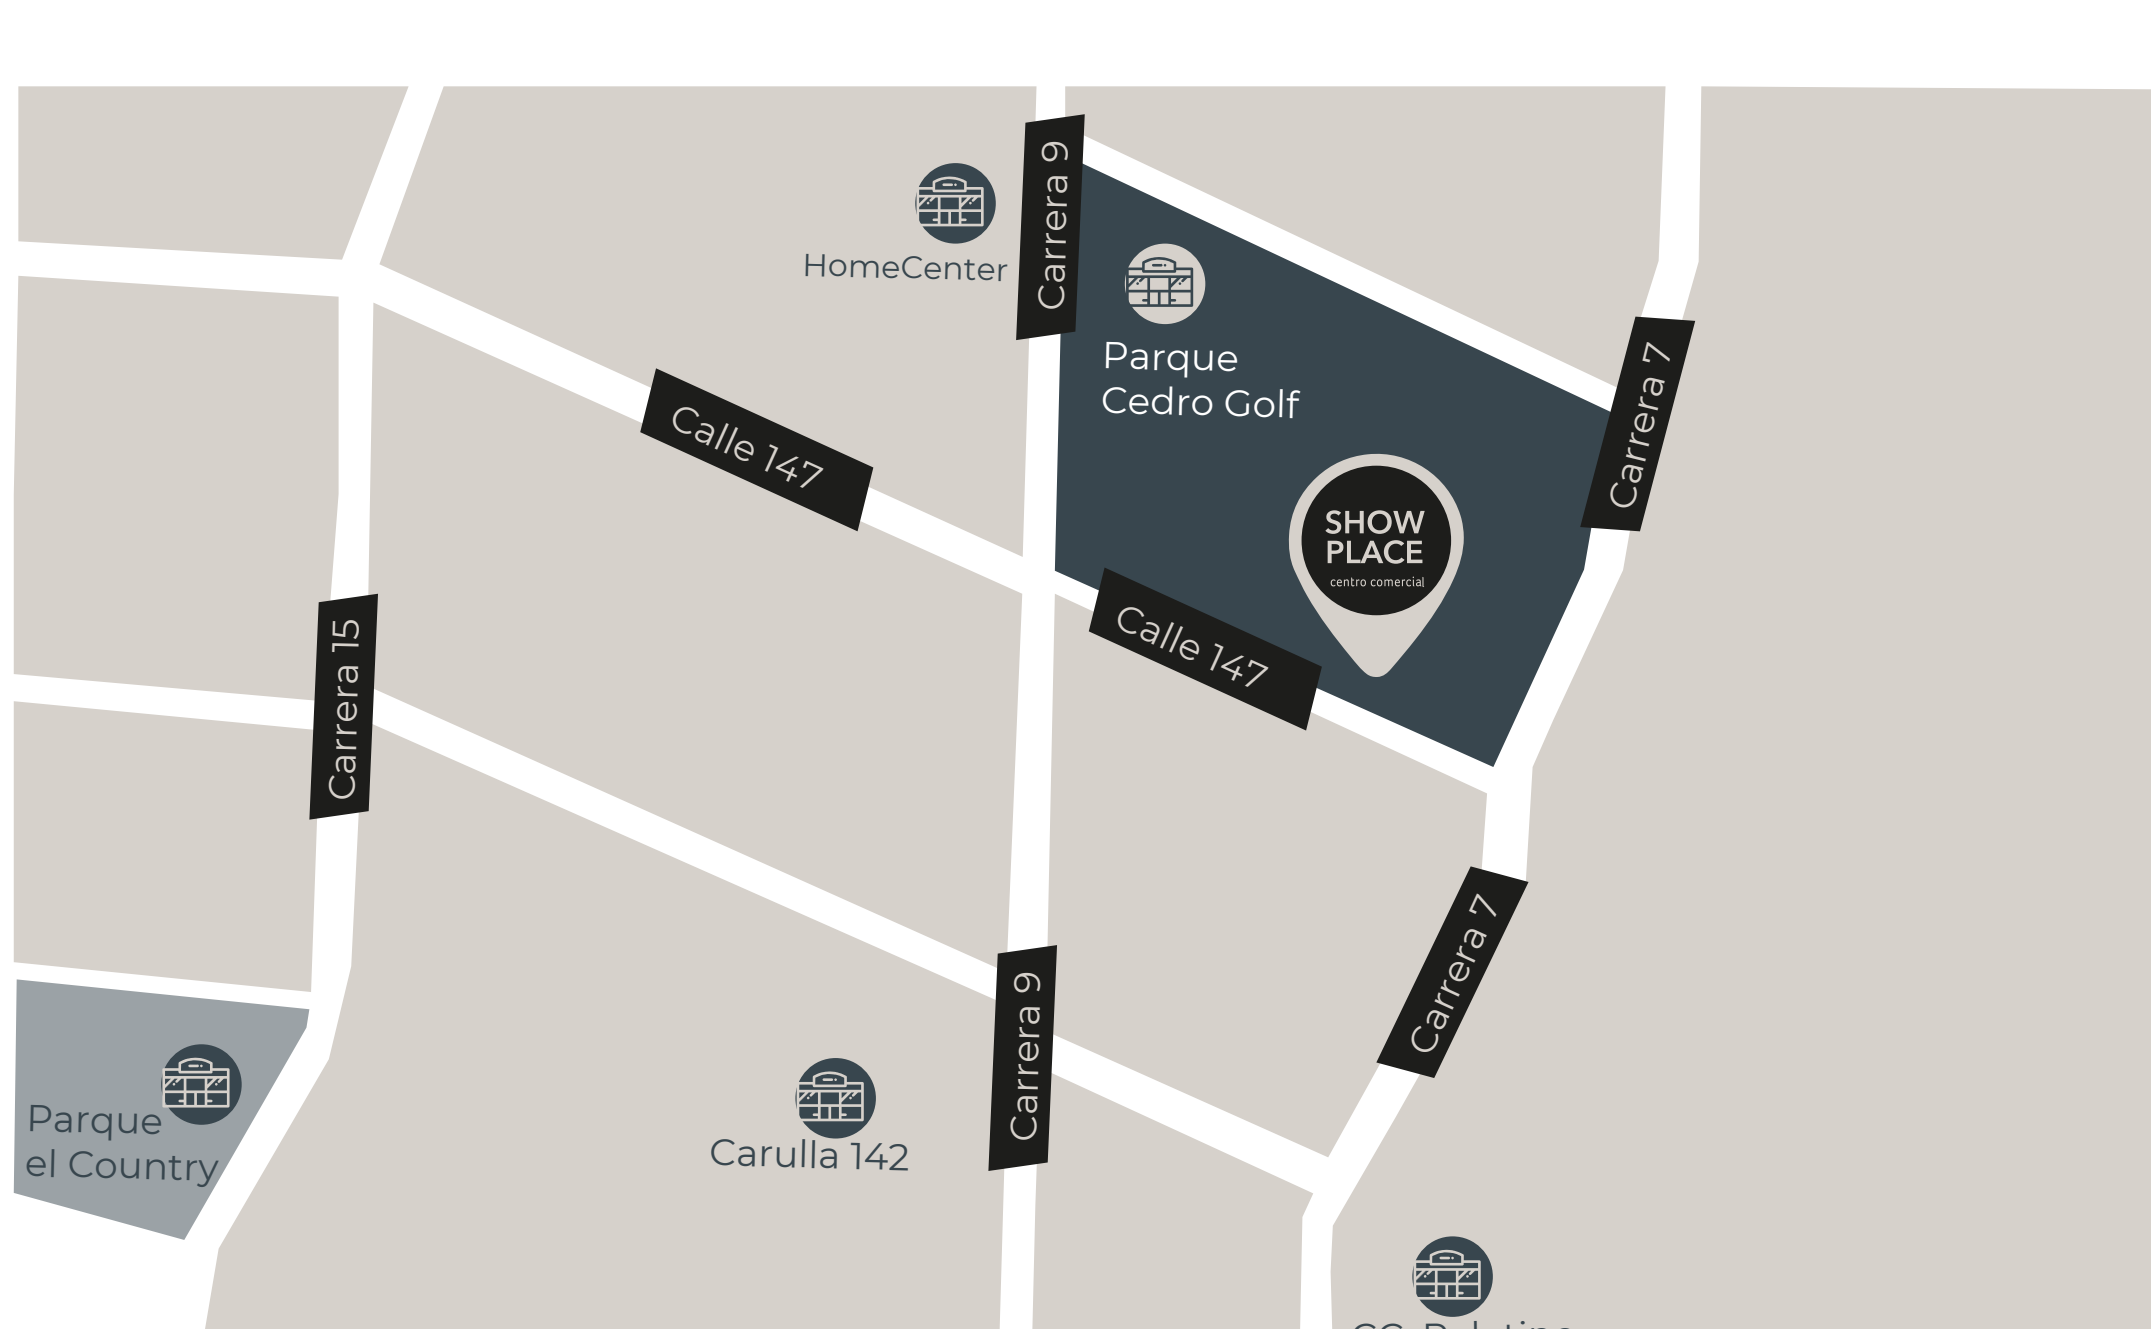 Carrera 9
HomeCenter
Parque
Cedro Golf
Carrera 7
Calle 147
SHOW
PLACE
centro comercial
Calle 147
Carrera 15
Carrera 7
Carrera 9
Parque
el Country
Carulla 142